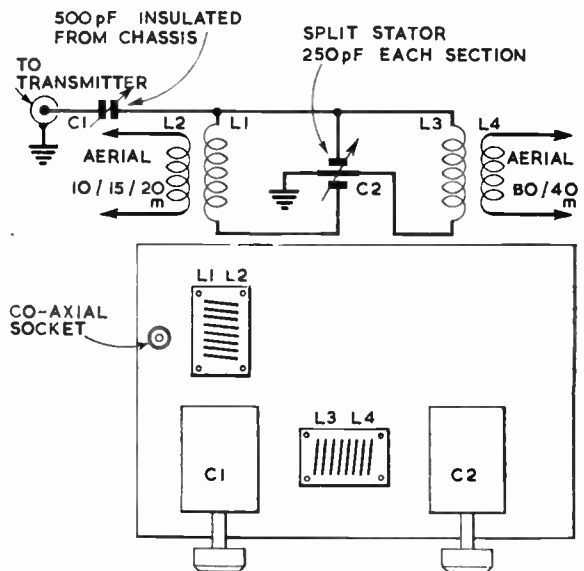 500pF INSULATED
FROM CHASSIS
SPLIT STATOR
250pF EACH SECTION
TO
TRANSMITTER
C1
L2
L1
L3
L4
AERIAL
10/15/20
m
C2
AERIAL
80/40
m
L1 L2
CO-AXIAL
SOCKET
L3 L4
C1
C2